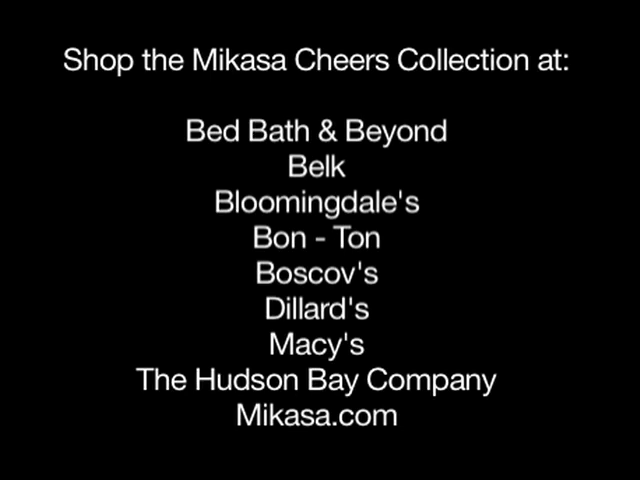 Shop the Mikasa Cheers Collection at:
Bed Bath & Beyond
Belk
Bloomingdale's
Bon - Ton
Boscov's
Dillard's
Macy's
The Hudson Bay Company
Mikasa.com